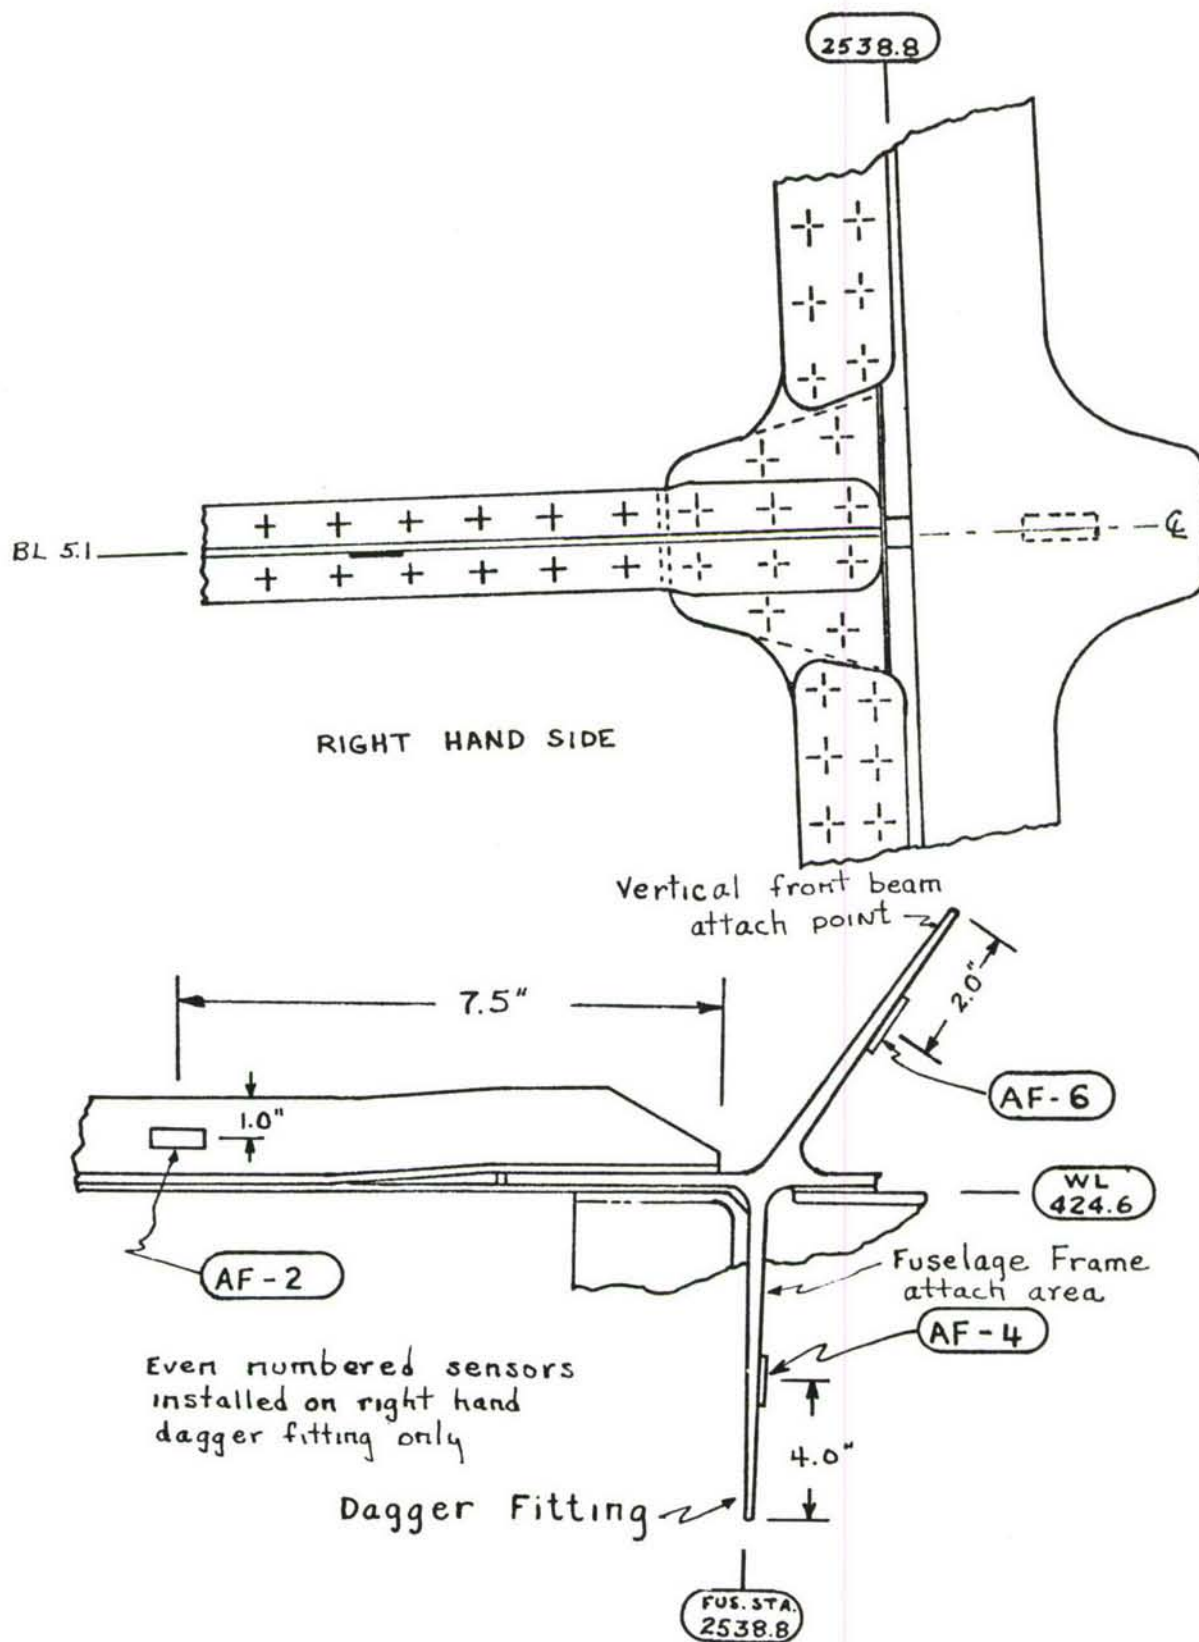 2538.8
BL 5.1
℄
RIGHT HAND SIDE
Vertical front beam
attach point
7.5"
2.0"
1.0"
AF-6
WL
424.6
AF-2
Fuselage Frame
attach area
AF-4
Even numbered sensors
installed on right hand
dagger fitting only
4.0"
Dagger Fitting
FUS. STA.
2538.8